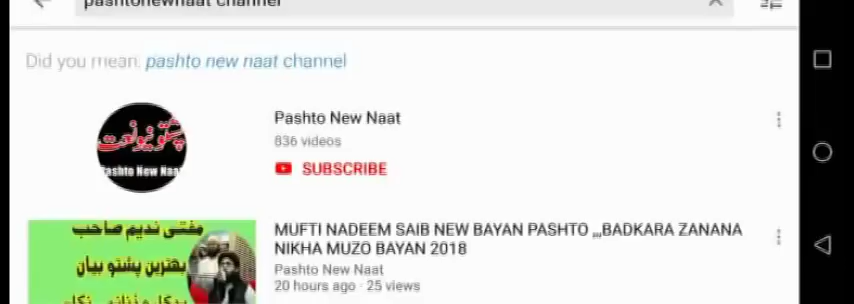 pashtonewnaat channel
Did you mean: pashto new naat channel
پشتو نیو نعت
Pashto New Naat
Pashto New Naat
836 videos
SUBSCRIBE
مفتی ندیم صاحب
بهترین پشتو بیان
MUFTI NADEEM SAIB NEW BAYAN PASHTO ,,,BADKARA ZANANA
NIKHA MUZO BAYAN 2018
Pashto New Naat
20 hours ago · 25 views